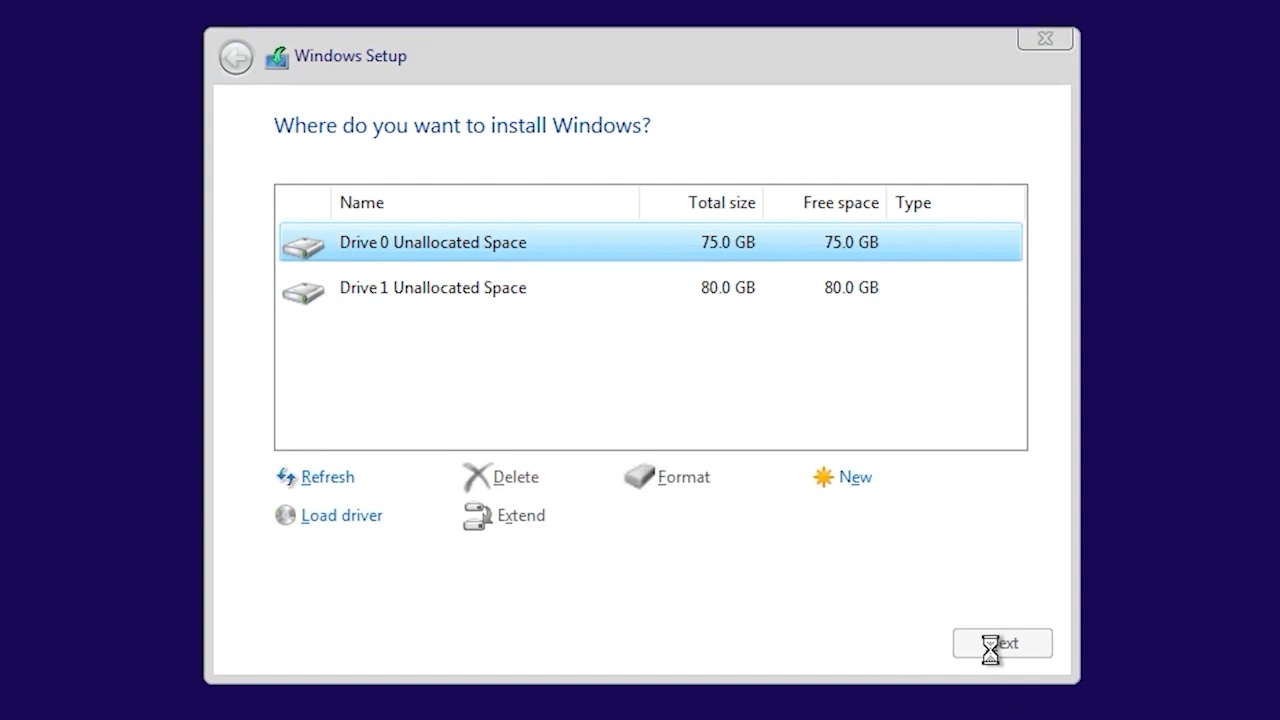 Windows Setup
Where do you want to install Windows?
Name Total size Free space Type
Drive 0 Unallocated Space 75.0 GB 75.0 GB
Drive 1 Unallocated Space 80.0 GB 80.0 GB
Refresh Delete Format New
Load driver Extend